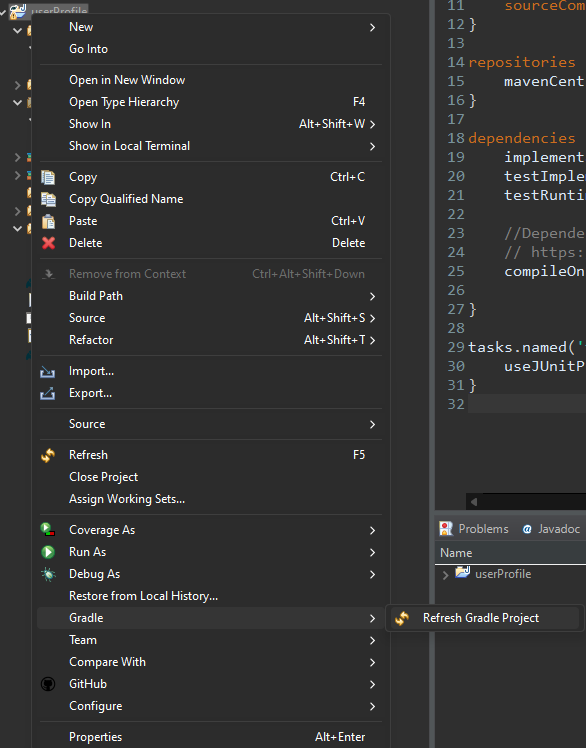 userProfile
New
Go Into
Open in New Window
Open Type Hierarchy F4
Show In Alt+Shift+W
Show in Local Terminal
Copy Ctrl+C
Copy Qualified Name
Paste Ctrl+V
Delete Delete
Remove from Context Ctrl+Alt+Shift+Down
Build Path
Source Alt+Shift+S
Refactor Alt+Shift+T
Import...
Export...
Source
Refresh F5
Close Project
Assign Working Sets...
Coverage As
Run As
Debug As
Restore from Local History...
Gradle
Team
Compare With
GitHub
Configure
Properties Alt+Enter
Refresh Gradle Project
11 sourceCom
12 }
13
14 repositories
15 mavenCent
16 }
17
18 dependencies
19 implement
20 testImple
21 testRunti
22
23 //Depende
24 // https:
25 compileOn
26
27 }
28
29 tasks.named('
30 useJUnitP
31 }
32
Problems Javadoc
Name
userProfile